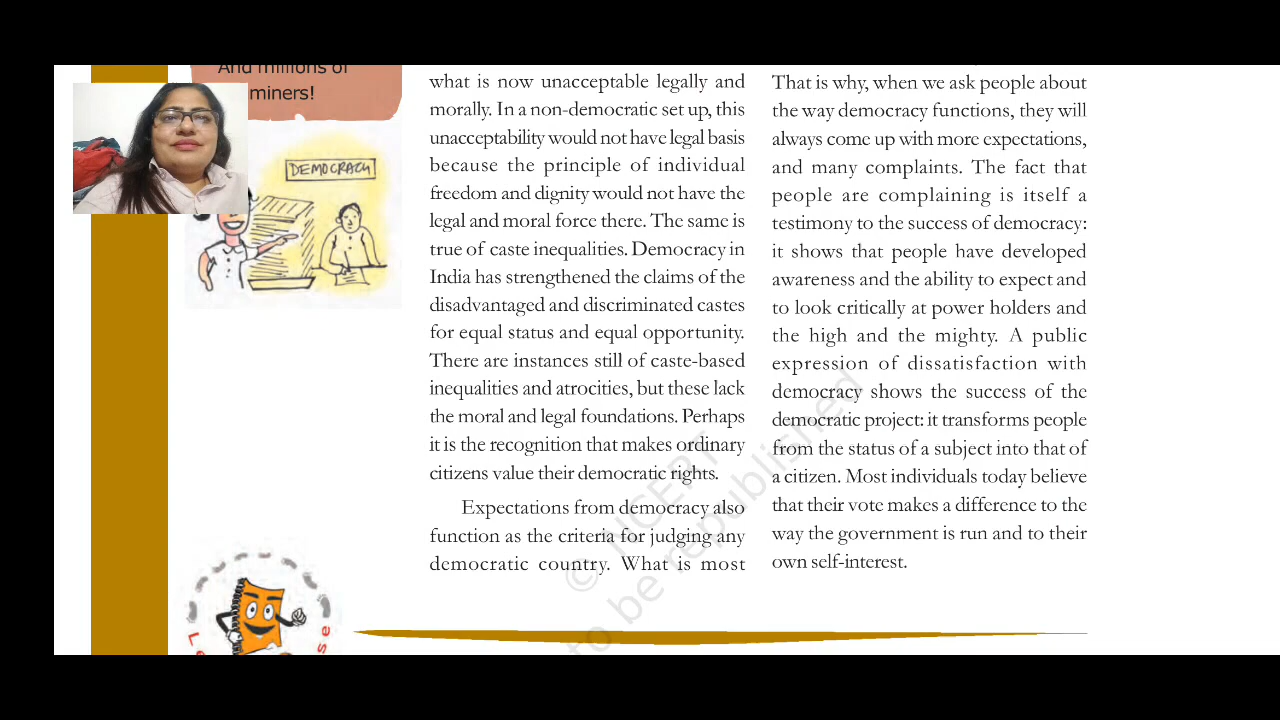 And millions of
miners!
DEMOCRACY
what is now unacceptable legally and
morally. In a non-democratic set up, this
unacceptability would not have legal basis
because the principle of individual
freedom and dignity would not have the
legal and moral force there. The same is
true of caste inequalities. Democracy in
India has strengthened the claims of the
disadvantaged and discriminated castes
for equal status and equal opportunity.
There are instances still of caste-based
inequalities and atrocities, but these lack
the moral and legal foundations. Perhaps
it is the recognition that makes ordinary
citizens value their democratic rights.
Expectations from democracy also
function as the criteria for judging any
democratic country. What is most
That is why, when we ask people about
the way democracy functions, they will
always come up with more expectations,
and many complaints. The fact that
people are complaining is itself a
testimony to the success of democracy:
it shows that people have developed
awareness and the ability to expect and
to look critically at power holders and
the high and the mighty. A public
expression of dissatisfaction with
democracy shows the success of the
democratic project: it transforms people
from the status of a subject into that of
a citizen. Most individuals today believe
that their vote makes a difference to the
way the government is run and to their
own self-interest.
© NCERT
to be republished